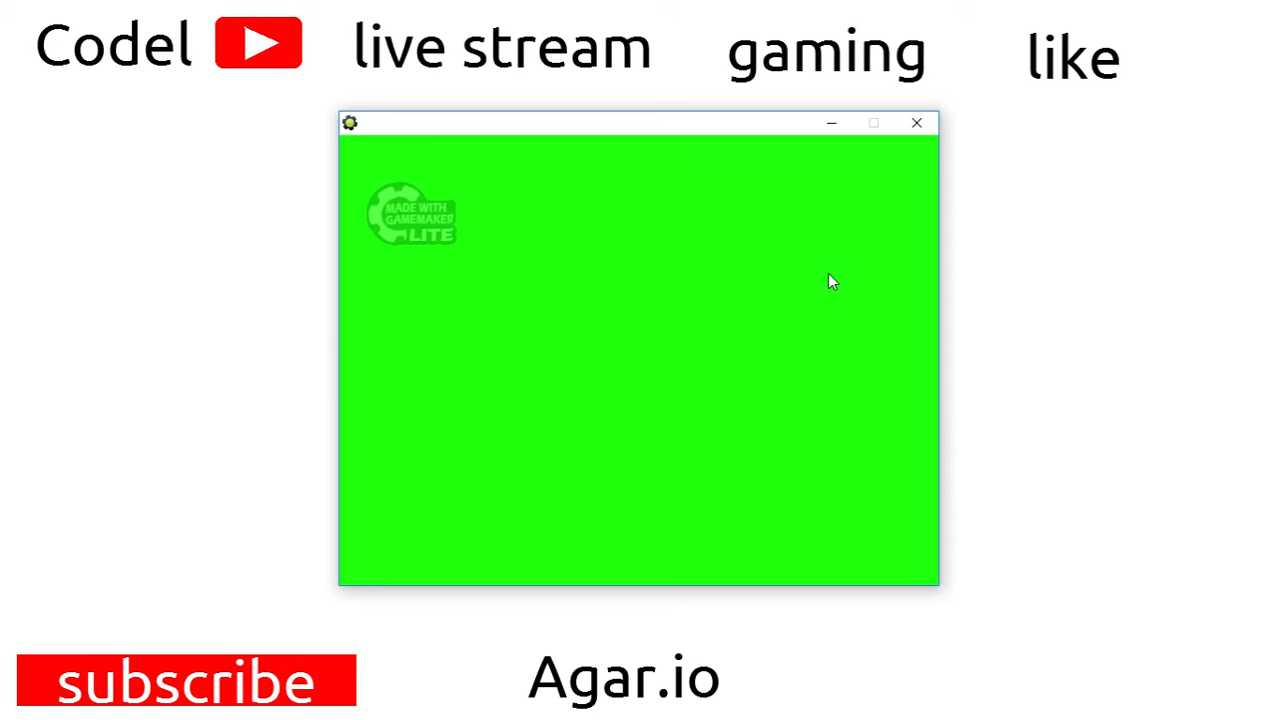 Codel live stream gaming like
MADE WITH
GAMEMAKER
LITE
subscribe Agar.io